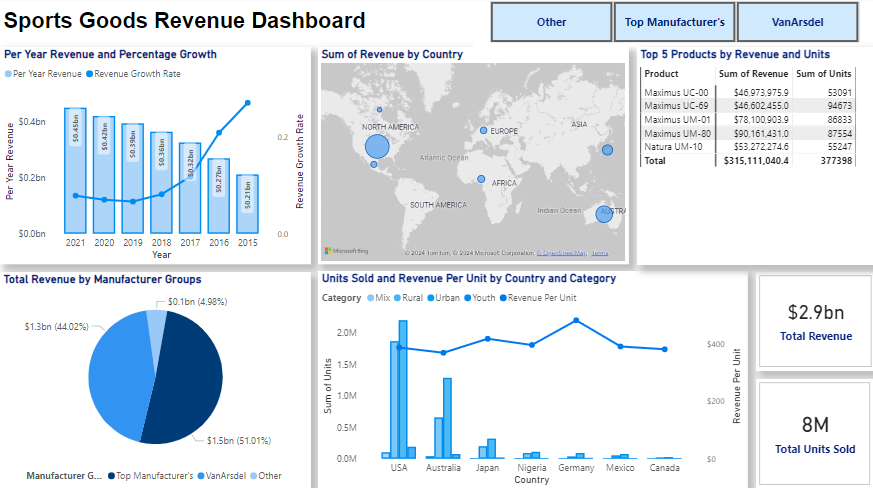 Sports Goods Revenue Dashboard
Other
Top Manufacturer's
VanArsdel
Per Year Revenue and Percentage Growth
Per Year Revenue
Revenue Growth Rate
Per Year Revenue
$0.4bn
$0.2bn
$0.0bn
$0.45bn
$0.42bn
$0.39bn
$0.36bn
$0.32bn
$0.27bn
$0.21bn
0.2
0.0
Revenue Growth Rate
2021 2020 2019 2018 2017 2016 2015
Year
Sum of Revenue by Country
NORTH AMERICA
EUROPE
ASIA
Atlantic Ocean
AFRICA
SOUTH AMERICA
Indian Ocean
AUSTRA
Microsoft Bing
© 2024 TomTom, © 2024 Microsoft Corporation, © OpenStreetMap Terms
Top 5 Products by Revenue and Units
Product Sum of Revenue Sum of Units
Maximus UC-00 $46,973,975.9 53091
Maximus UC-69 $46,602,455.0 94673
Maximus UM-01 $78,100,903.9 86833
Maximus UM-80 $90,161,431.0 87554
Natura UM-10 $53,272,274.6 55247
Total $315,111,040.4 377398
Total Revenue by Manufacturer Groups
$0.1bn (4.98%)
$1.3bn (44.02%)
$1.5bn (51.01%)
Manufacturer G... Top Manufacturer's VanArsdel Other
Units Sold and Revenue Per Unit by Country and Category
Category Mix Rural Urban Youth Revenue Per Unit
Sum of Units
2.0M
1.5M
1.0M
0.5M
0.0M
$400
$200
$0
Revenue Per Unit
USA Australia Japan Nigeria Germany Mexico Canada
Country
$2.9bn
Total Revenue
8M
Total Units Sold